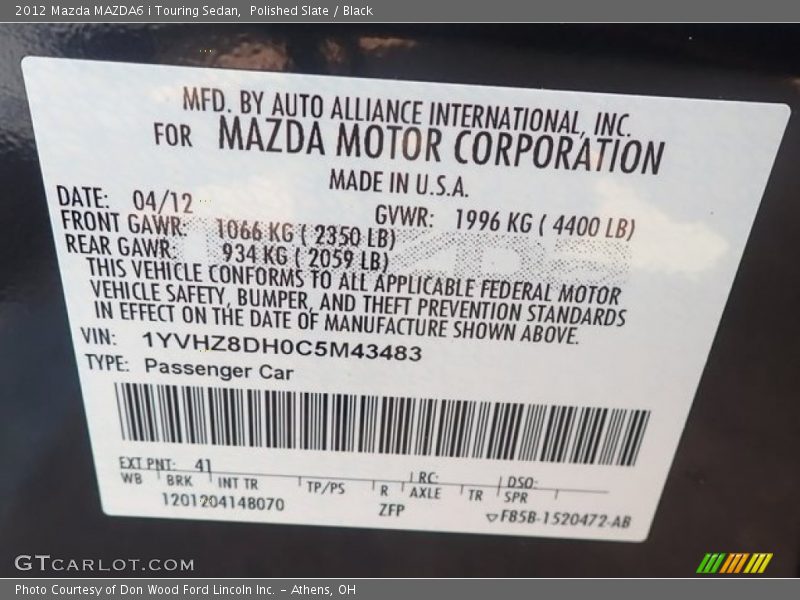 2012 Mazda MAZDA6 i Touring Sedan,  Polished Slate / Black
MFD. BY AUTO ALLIANCE INTERNATIONAL, INC.
FOR MAZDA MOTOR CORPORATION
MADE IN U.S.A.
DATE: 04/12 GVWR: 1996 KG ( 4400 LB)
FRONT GAWR: 1066 KG ( 2350 LB)
REAR GAWR: 934 KG ( 2059 LB)
THIS VEHICLE CONFORMS TO ALL APPLICABLE FEDERAL MOTOR
VEHICLE SAFETY, BUMPER, AND THEFT PREVENTION STANDARDS
IN EFFECT ON THE DATE OF MANUFACTURE SHOWN ABOVE.
VIN: 1YVHZ8DH0C5M43483
TYPE: Passenger Car
EXT PNT: 41 RC: DSO:
WB BRK INT TR TP/PS R AXLE TR SPR
1201204148070 ZFP F85B-1520472-AB
GTCARLOT.COM
Photo Courtesy of Don Wood Ford Lincoln Inc. – Athens, OH